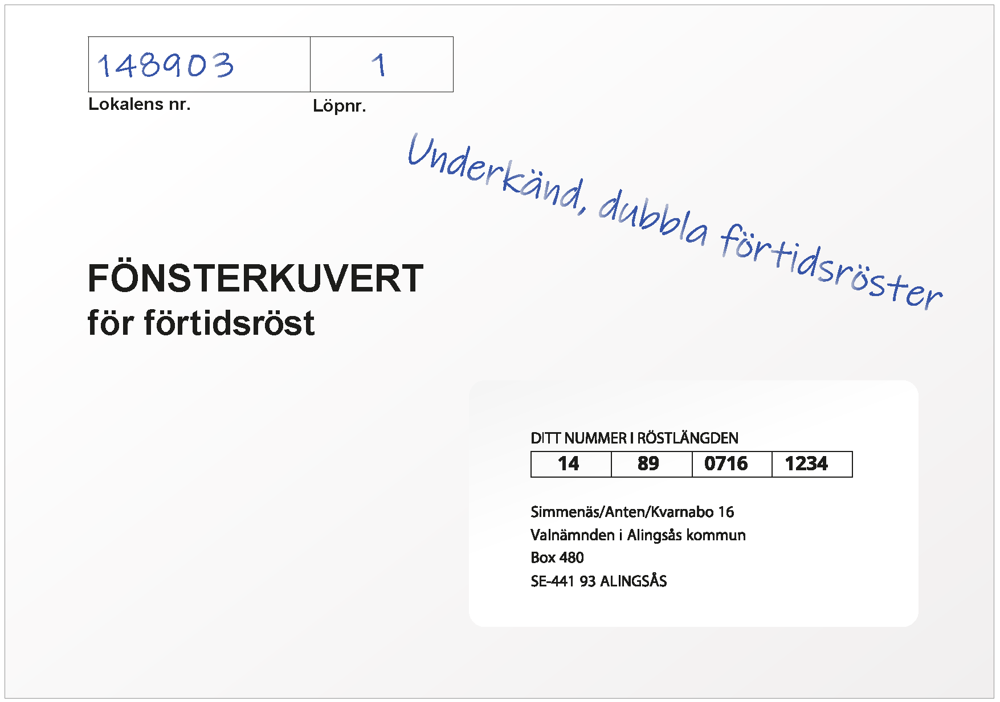 148903 1
Lokalens nr. Löpnr.
Underkänd, dubbla förtidsröster
FÖNSTERKUVERT
för förtidsröst
DITT NUMMER I RÖSTLÄNGDEN
14 89 0716 1234
Simmenäs/Anten/Kvarnabo 16
Valnämnden i Alingsås kommun
Box 480
SE-441 93 ALINGSÅS